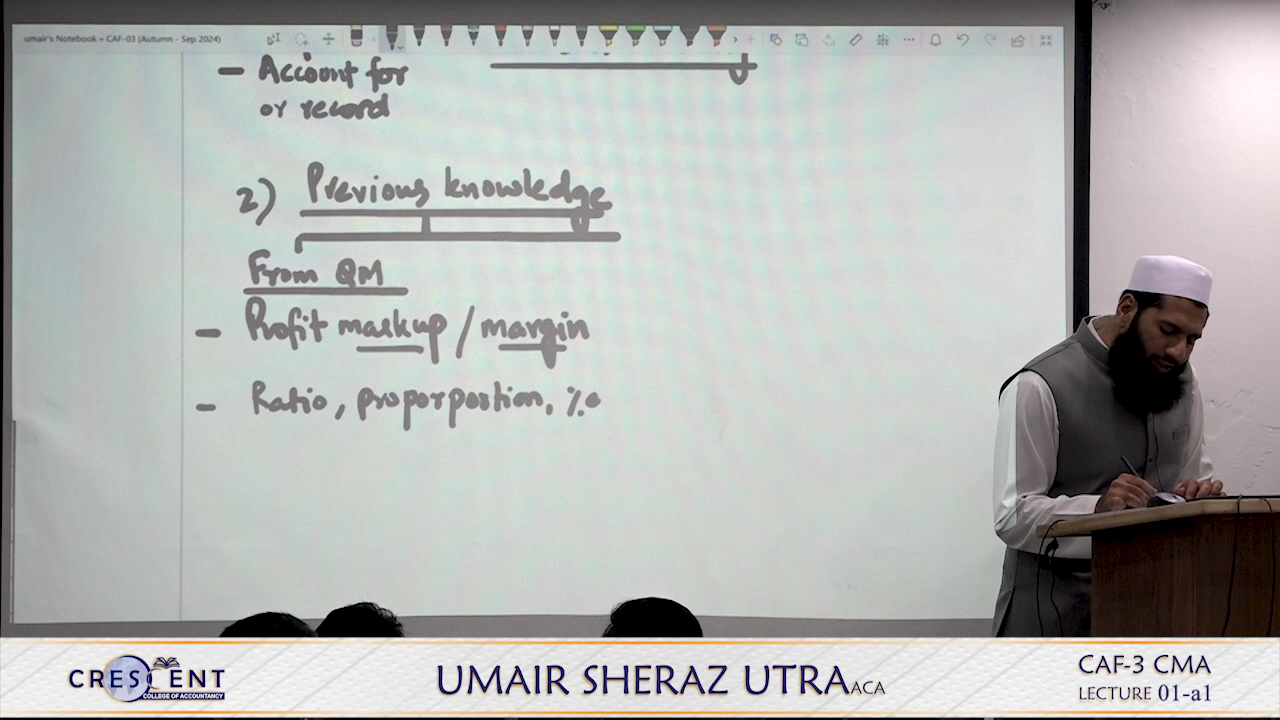 umair's Notebook » CAF-03 (Autumn - Sep 2024)
- Account for
or record
2) Previous knowledge
From QM
- Profit markup / margin
- Ratio, proporportion, %
CRESCENT
COLLEGE OF ACCOUNTANCY
UMAIR SHERAZ UTRA ACA
CAF-3 CMA
LECTURE 01-a1